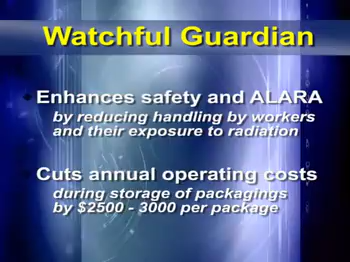 Watchful Guardian
Enhances safety and ALARA
by reducing handling by workers
and their exposure to radiation
Cuts annual operating costs
during storage of packagings
by $2500 - 3000 per package